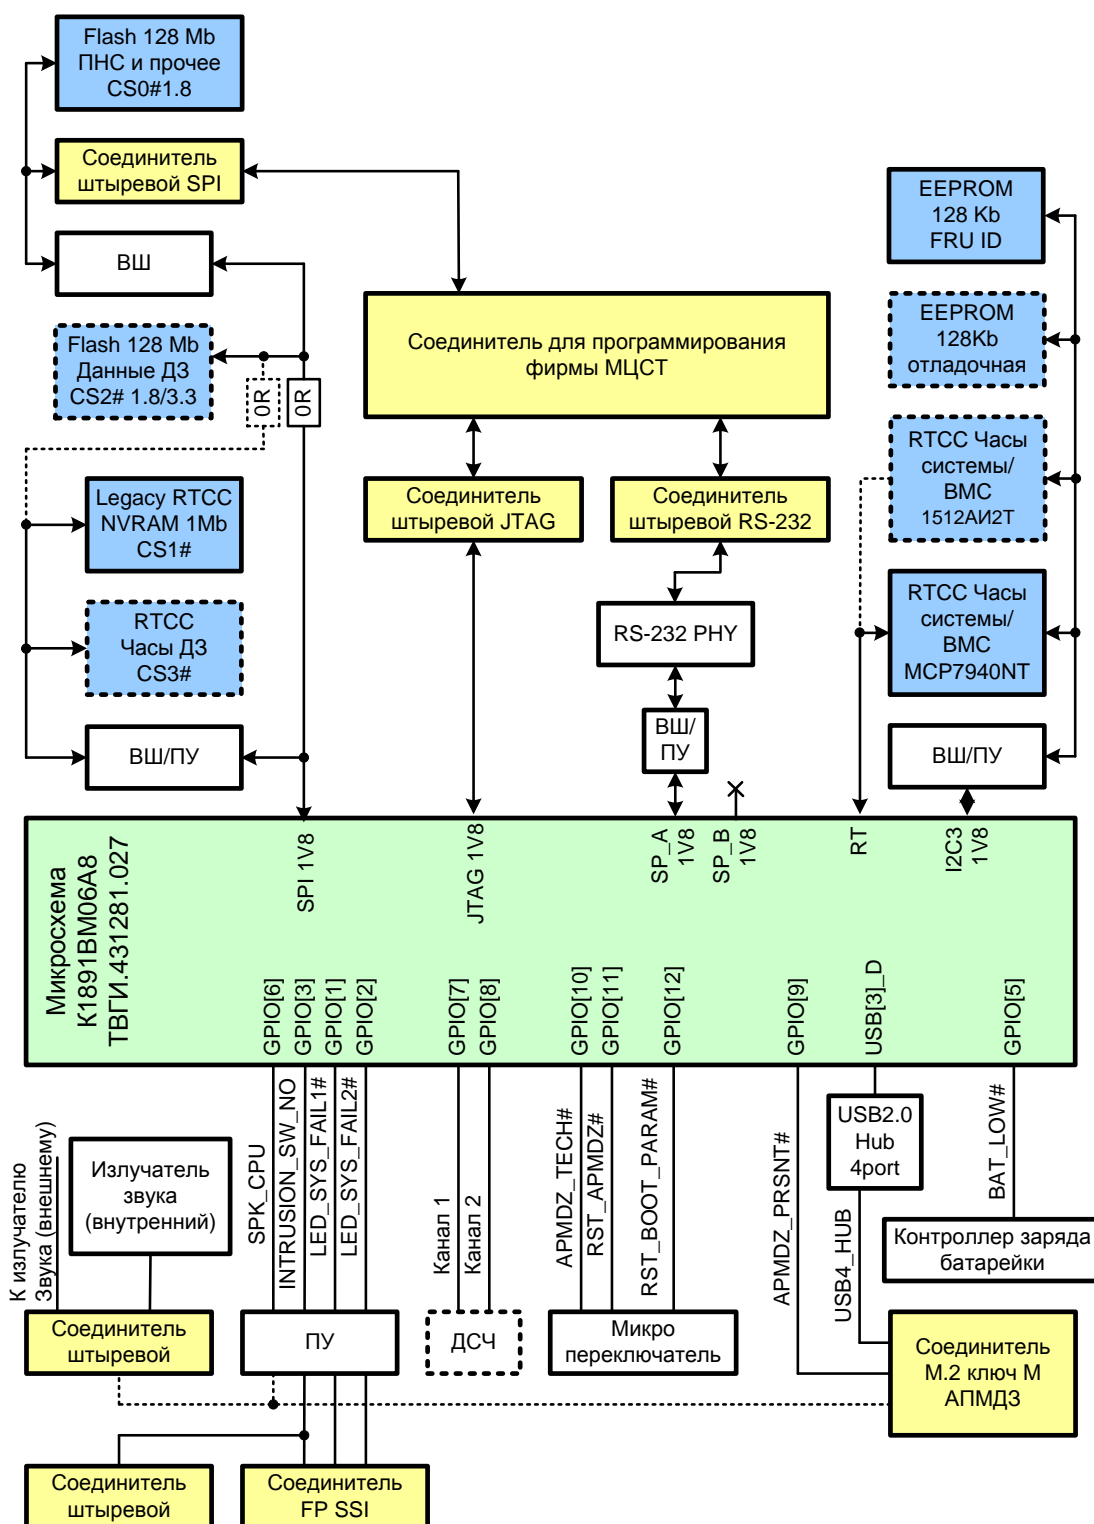 Flash 128 Mb
ПНС и прочее
CS0#1.8
Соединитель
штыревой SPI
ВШ
Flash 128 Mb
Данные ДЗ
CS2# 1.8/3.3
0R
0R
Legacy RTCC
NVRAM 1Mb
CS1#
RTCC
Часы ДЗ
CS3#
ВШ/ПУ
Соединитель для программирования
фирмы МЦСТ
Соединитель
штыревой JTAG
Соединитель
штыревой RS-232
RS-232 PHY
ВШ/
ПУ
EEPROM
128 Kb
FRU ID
EEPROM
128Kb
отладочная
RTCC Часы
системы/
BMC
1512АИ2Т
RTCC Часы
системы/
BMC
MCP7940NT
ВШ/ПУ
Микросхема
К1891ВМ06А8
ТВГИ.431281.027
SPI 1V8
JTAG 1V8
SP_A
1V8
SP_B
1V8
RT
I2C3
1V8
GPIO[6]
GPIO[3]
GPIO[1]
GPIO[2]
GPIO[7]
GPIO[8]
GPIO[10]
GPIO[11]
GPIO[12]
GPIO[9]
USB[3]_D
GPIO[5]
SPK_CPU
INTRUSION_SW_NO
LED_SYS_FAIL1#
LED_SYS_FAIL2#
Канал 1
Канал 2
APMDZ_TECH#
RST_APMDZ#
RST_BOOT_PARAM#
APMDZ_PRSNT#
USB4_HUB
BAT_LOW#
USB2.0
Hub
4port
Контроллер заряда
батарейки
К излучателю
Звука (внешнему)
Излучатель
звука
(внутренний)
Соединитель
штыревой
ПУ
ДСЧ
Микро
переключатель
Соединитель
M.2 ключ M
АПМДЗ
Соединитель
штыревой
Соединитель
FP SSI